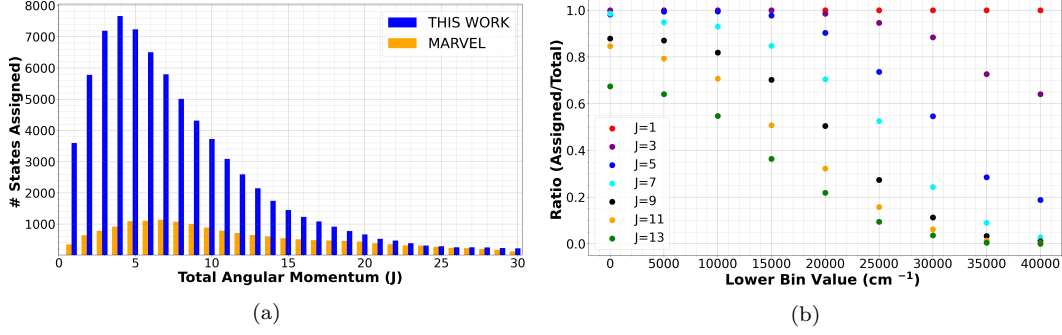 8000
7000
6000
5000
4000
3000
2000
1000
# States Assigned)
THIS WORK
MARVEL
0 5 10 15 20 25 30
Total Angular Momentum (J)
(a)
1.0
0.8
0.6
0.4
0.2
0.0
Ratio (Assigned/Total)
J=1
J=3
J=5
J=7
J=9
J=11
J=13
0 5000 10000 15000 20000 25000 30000 35000 40000
Lower Bin Value (cm ⁻¹)
(b)